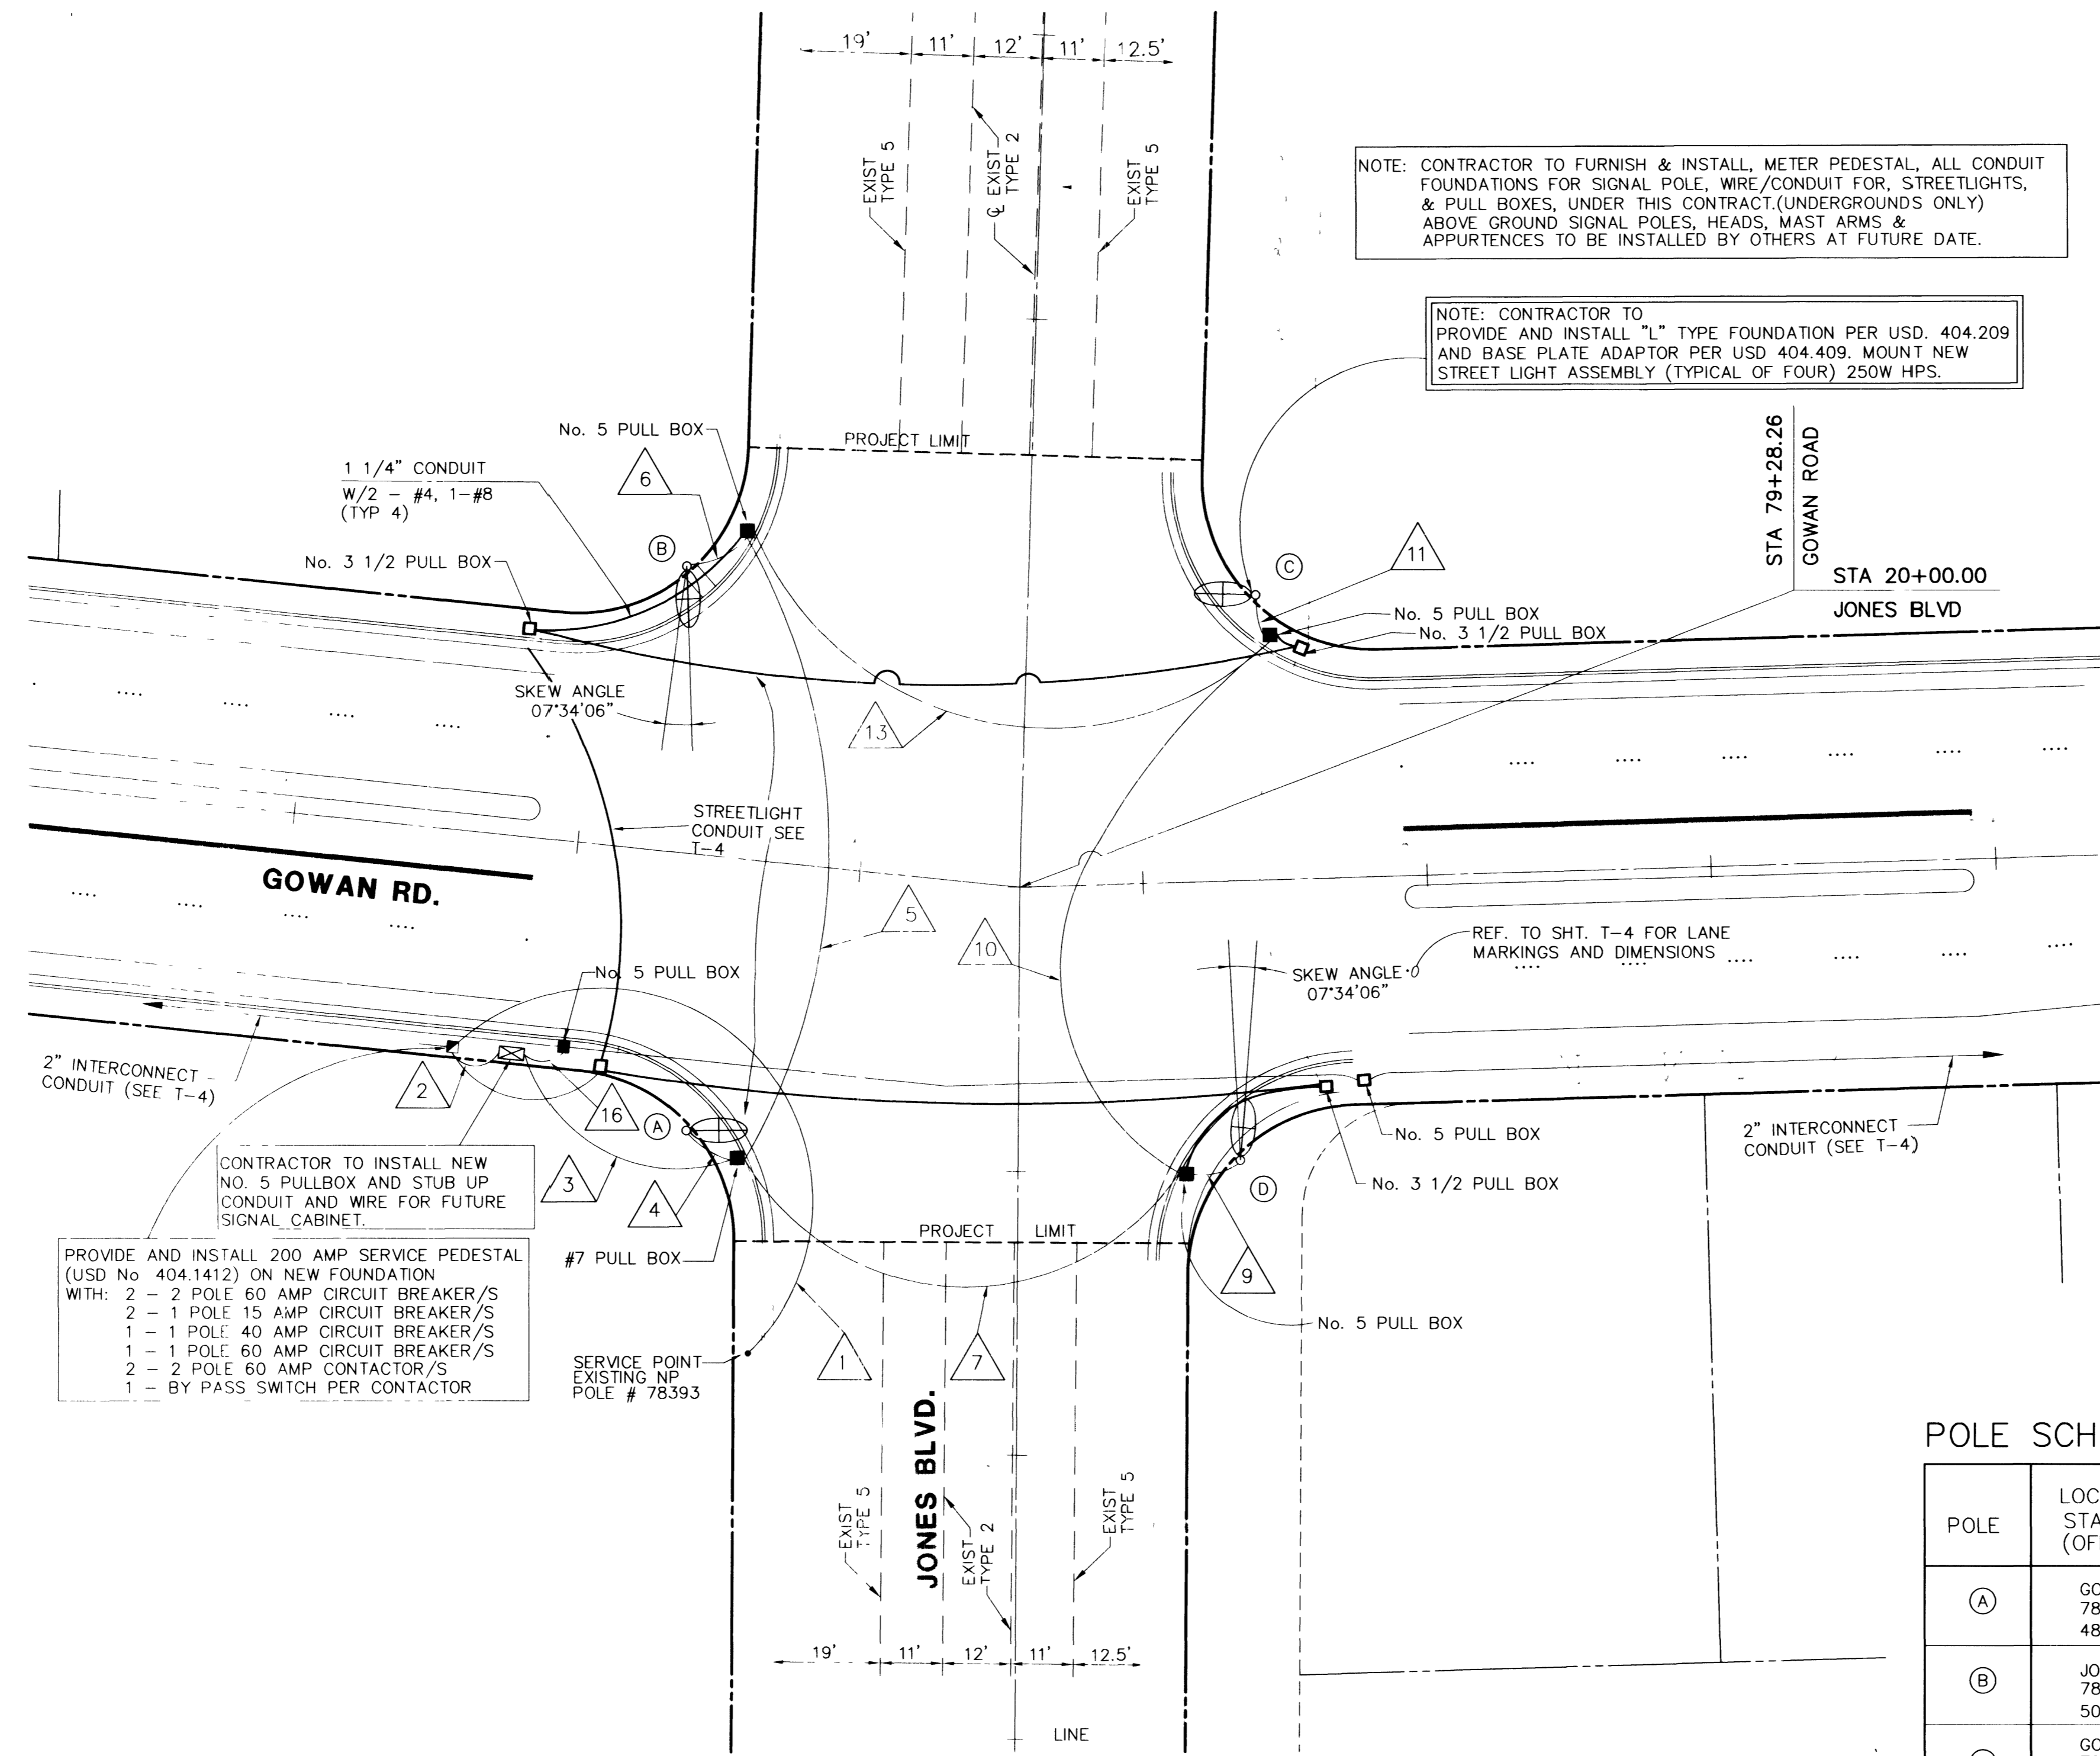 19' 11' 12' 11' 12.5'
EXIST
TYPE 5
℄ EXIST
TYPE 2
EXIST
TYPE 5
NOTE: CONTRACTOR TO FURNISH & INSTALL, METER PEDESTAL, ALL CONDUIT
FOUNDATIONS FOR SIGNAL POLE, WIRE/CONDUIT FOR, STREETLIGHTS,
& PULL BOXES, UNDER THIS CONTRACT.(UNDERGROUNDS ONLY)
ABOVE GROUND SIGNAL POLES, HEADS, MAST ARMS &
APPURTENCES TO BE INSTALLED BY OTHERS AT FUTURE DATE.
NOTE: CONTRACTOR TO
PROVIDE AND INSTALL "L" TYPE FOUNDATION PER USD. 404.209
AND BASE PLATE ADAPTOR PER USD 404.409. MOUNT NEW
STREET LIGHT ASSEMBLY (TYPICAL OF FOUR) 250W HPS.
STA 79+28.26
GOWAN ROAD
STA 20+00.00
JONES BLVD
No. 5 PULL BOX
PROJECT LIMIT
6
1 1/4" CONDUIT
W/2 - #4, 1-#8
(TYP 4)
B
No. 3 1/2 PULL BOX
C
11
No. 5 PULL BOX
No. 3 1/2 PULL BOX
SKEW ANGLE
07°34'06"
13
STREETLIGHT
CONDUIT SEE
T-4
GOWAN RD.
5
10
REF. TO SHT. T-4 FOR LANE
MARKINGS AND DIMENSIONS
SKEW ANGLE
07°34'06"
No. 5 PULL BOX
2" INTERCONNECT
CONDUIT (SEE T-4)
2
16
A
3
4
CONTRACTOR TO INSTALL NEW
NO. 5 PULLBOX AND STUB UP
CONDUIT AND WIRE FOR FUTURE
SIGNAL CABINET.
No. 5 PULL BOX
No. 3 1/2 PULL BOX
2" INTERCONNECT
CONDUIT (SEE T-4)
D
9
PROJECT LIMIT
#7 PULL BOX
No. 5 PULL BOX
PROVIDE AND INSTALL 200 AMP SERVICE PEDESTAL
(USD No 404.1412) ON NEW FOUNDATION
WITH: 2 - 2 POLE 60 AMP CIRCUIT BREAKER/S
2 - 1 POLE 15 AMP CIRCUIT BREAKER/S
1 - 1 POLE 40 AMP CIRCUIT BREAKER/S
1 - 1 POLE 60 AMP CIRCUIT BREAKER/S
2 - 2 POLE 60 AMP CONTACTOR/S
1 - BY PASS SWITCH PER CONTACTOR
SERVICE POINT
EXISTING NP
POLE # 78393
1
7
JONES BLVD.
EXIST
TYPE 5
EXIST
TYPE 2
EXIST
TYPE 5
19' 11' 12' 11' 12.5'
LINE
POLE SCH
POLE
LOC
STA
(OF
A
GO
78
48
B
JO
78
50
GO